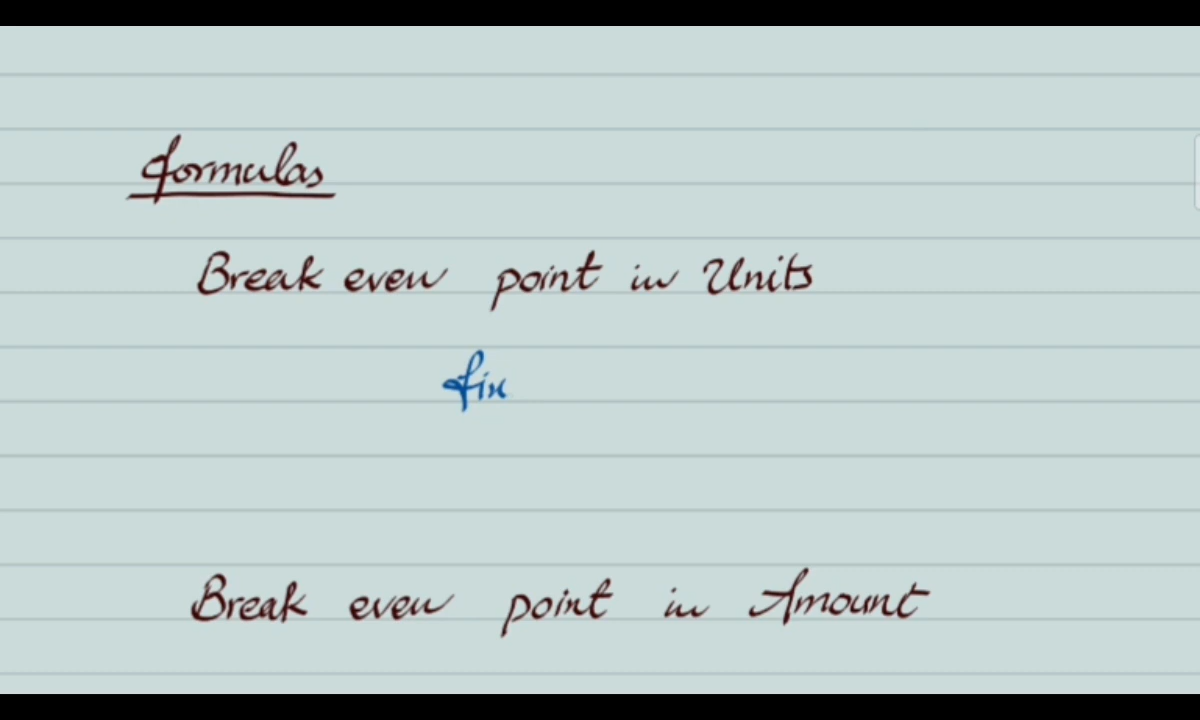 Formulas
Break even point in Units
fix
Break even point in Amount